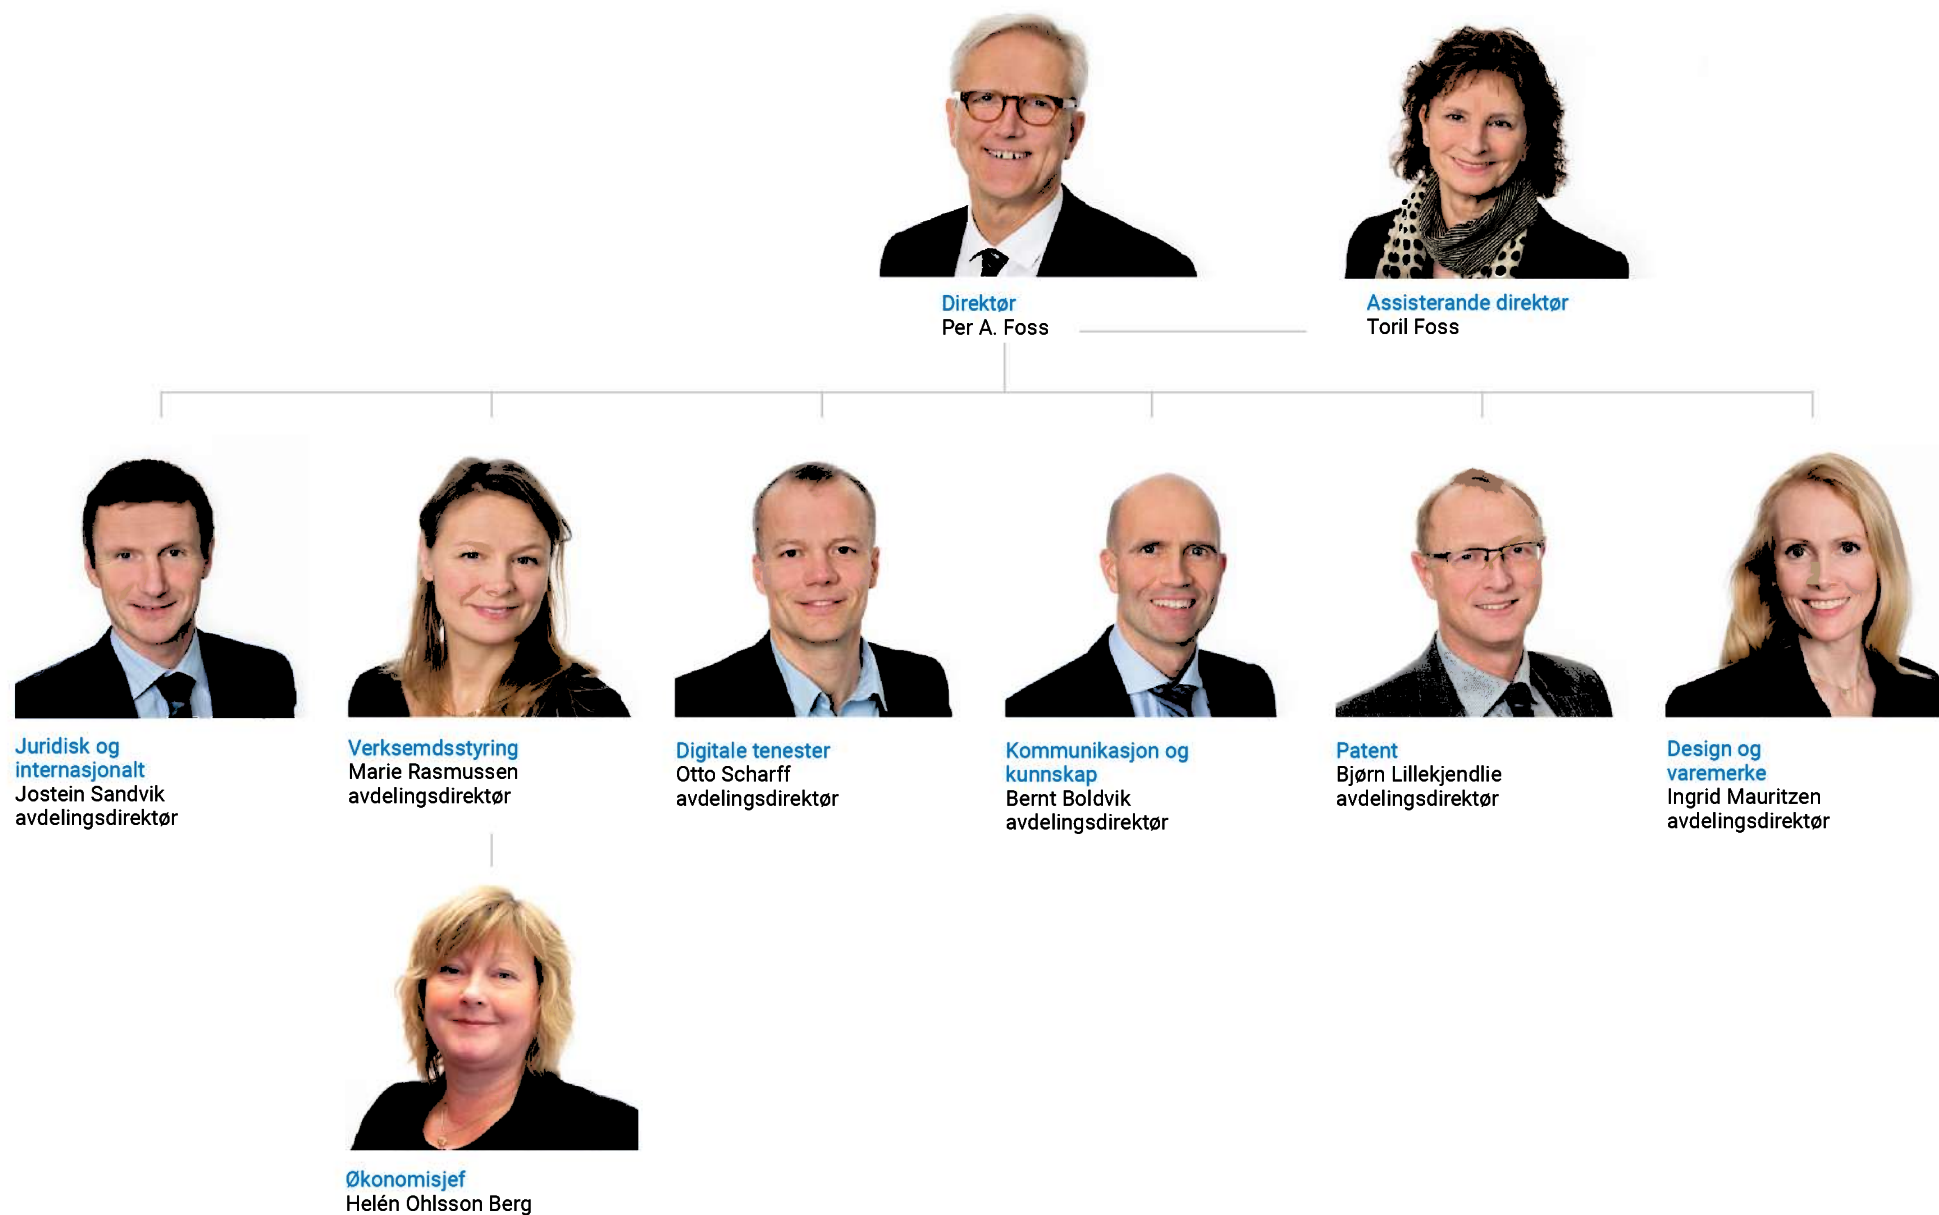 Direktør
Per A. Foss
Assisterande direktør
Toril Foss
Juridisk og
internasjonalt
Jostein Sandvik
avdelingsdirektør
Verksemdsstyring
Marie Rasmussen
avdelingsdirektør
Digitale tenester
Otto Scharff
avdelingsdirektør
Kommunikasjon og
kunnskap
Bernt Boldvik
avdelingsdirektør
Patent
Bjørn Lillekjendlie
avdelingsdirektør
Design og
varemerke
Ingrid Mauritzen
avdelingsdirektør
Økonomisjef
Helén Ohlsson Berg